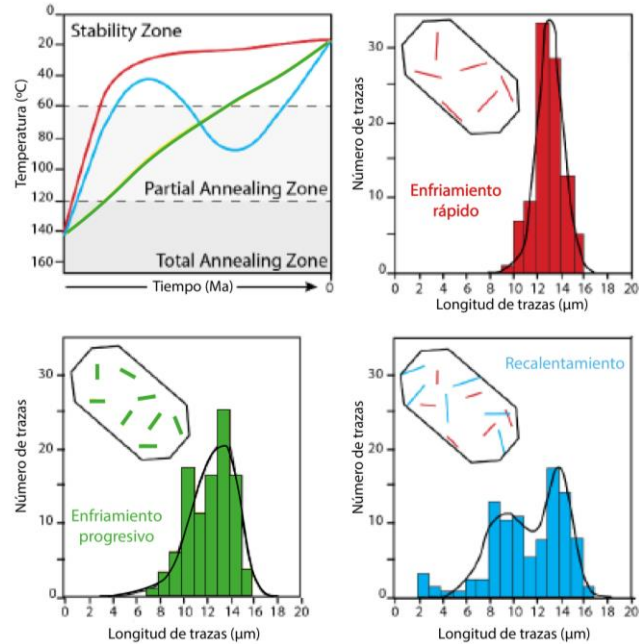 Temperatura (ºC)
0
20
40
60
80
100
120
140
160
Stability Zone
Partial Annealing Zone
Total Annealing Zone
Tiempo (Ma)
0
Número de trazas
30
20
10
0
Enfriamiento
rápido
0 2 4 6 8 10 12 14 16 18 20
Longitud de trazas (µm)
Número de trazas
30
20
10
0
Enfriamiento
progresivo
0 2 4 6 8 10 12 14 16 18 20
Longitud de trazas (µm)
Número de trazas
30
20
10
0
Recalentamiento
0 2 4 6 8 10 12 14 16 18 20
Longitud de trazas (µm)